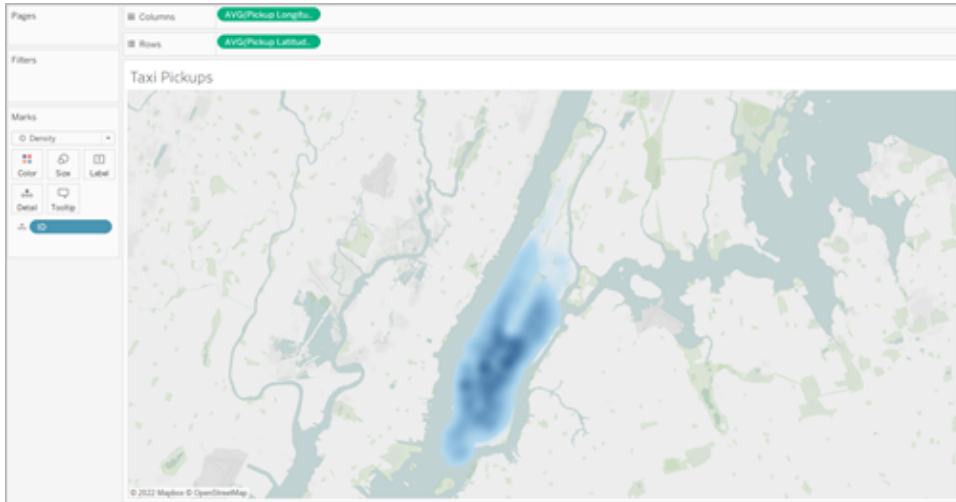 Pages
Columns
AVG(Pickup Longitu..
Rows
AVG(Pickup Latitud..
Filters
Taxi Pickups
Marks
Density
Color
Size
Label
Detail
Tooltip
ID
© 2022 Mapbox © OpenStreetMap